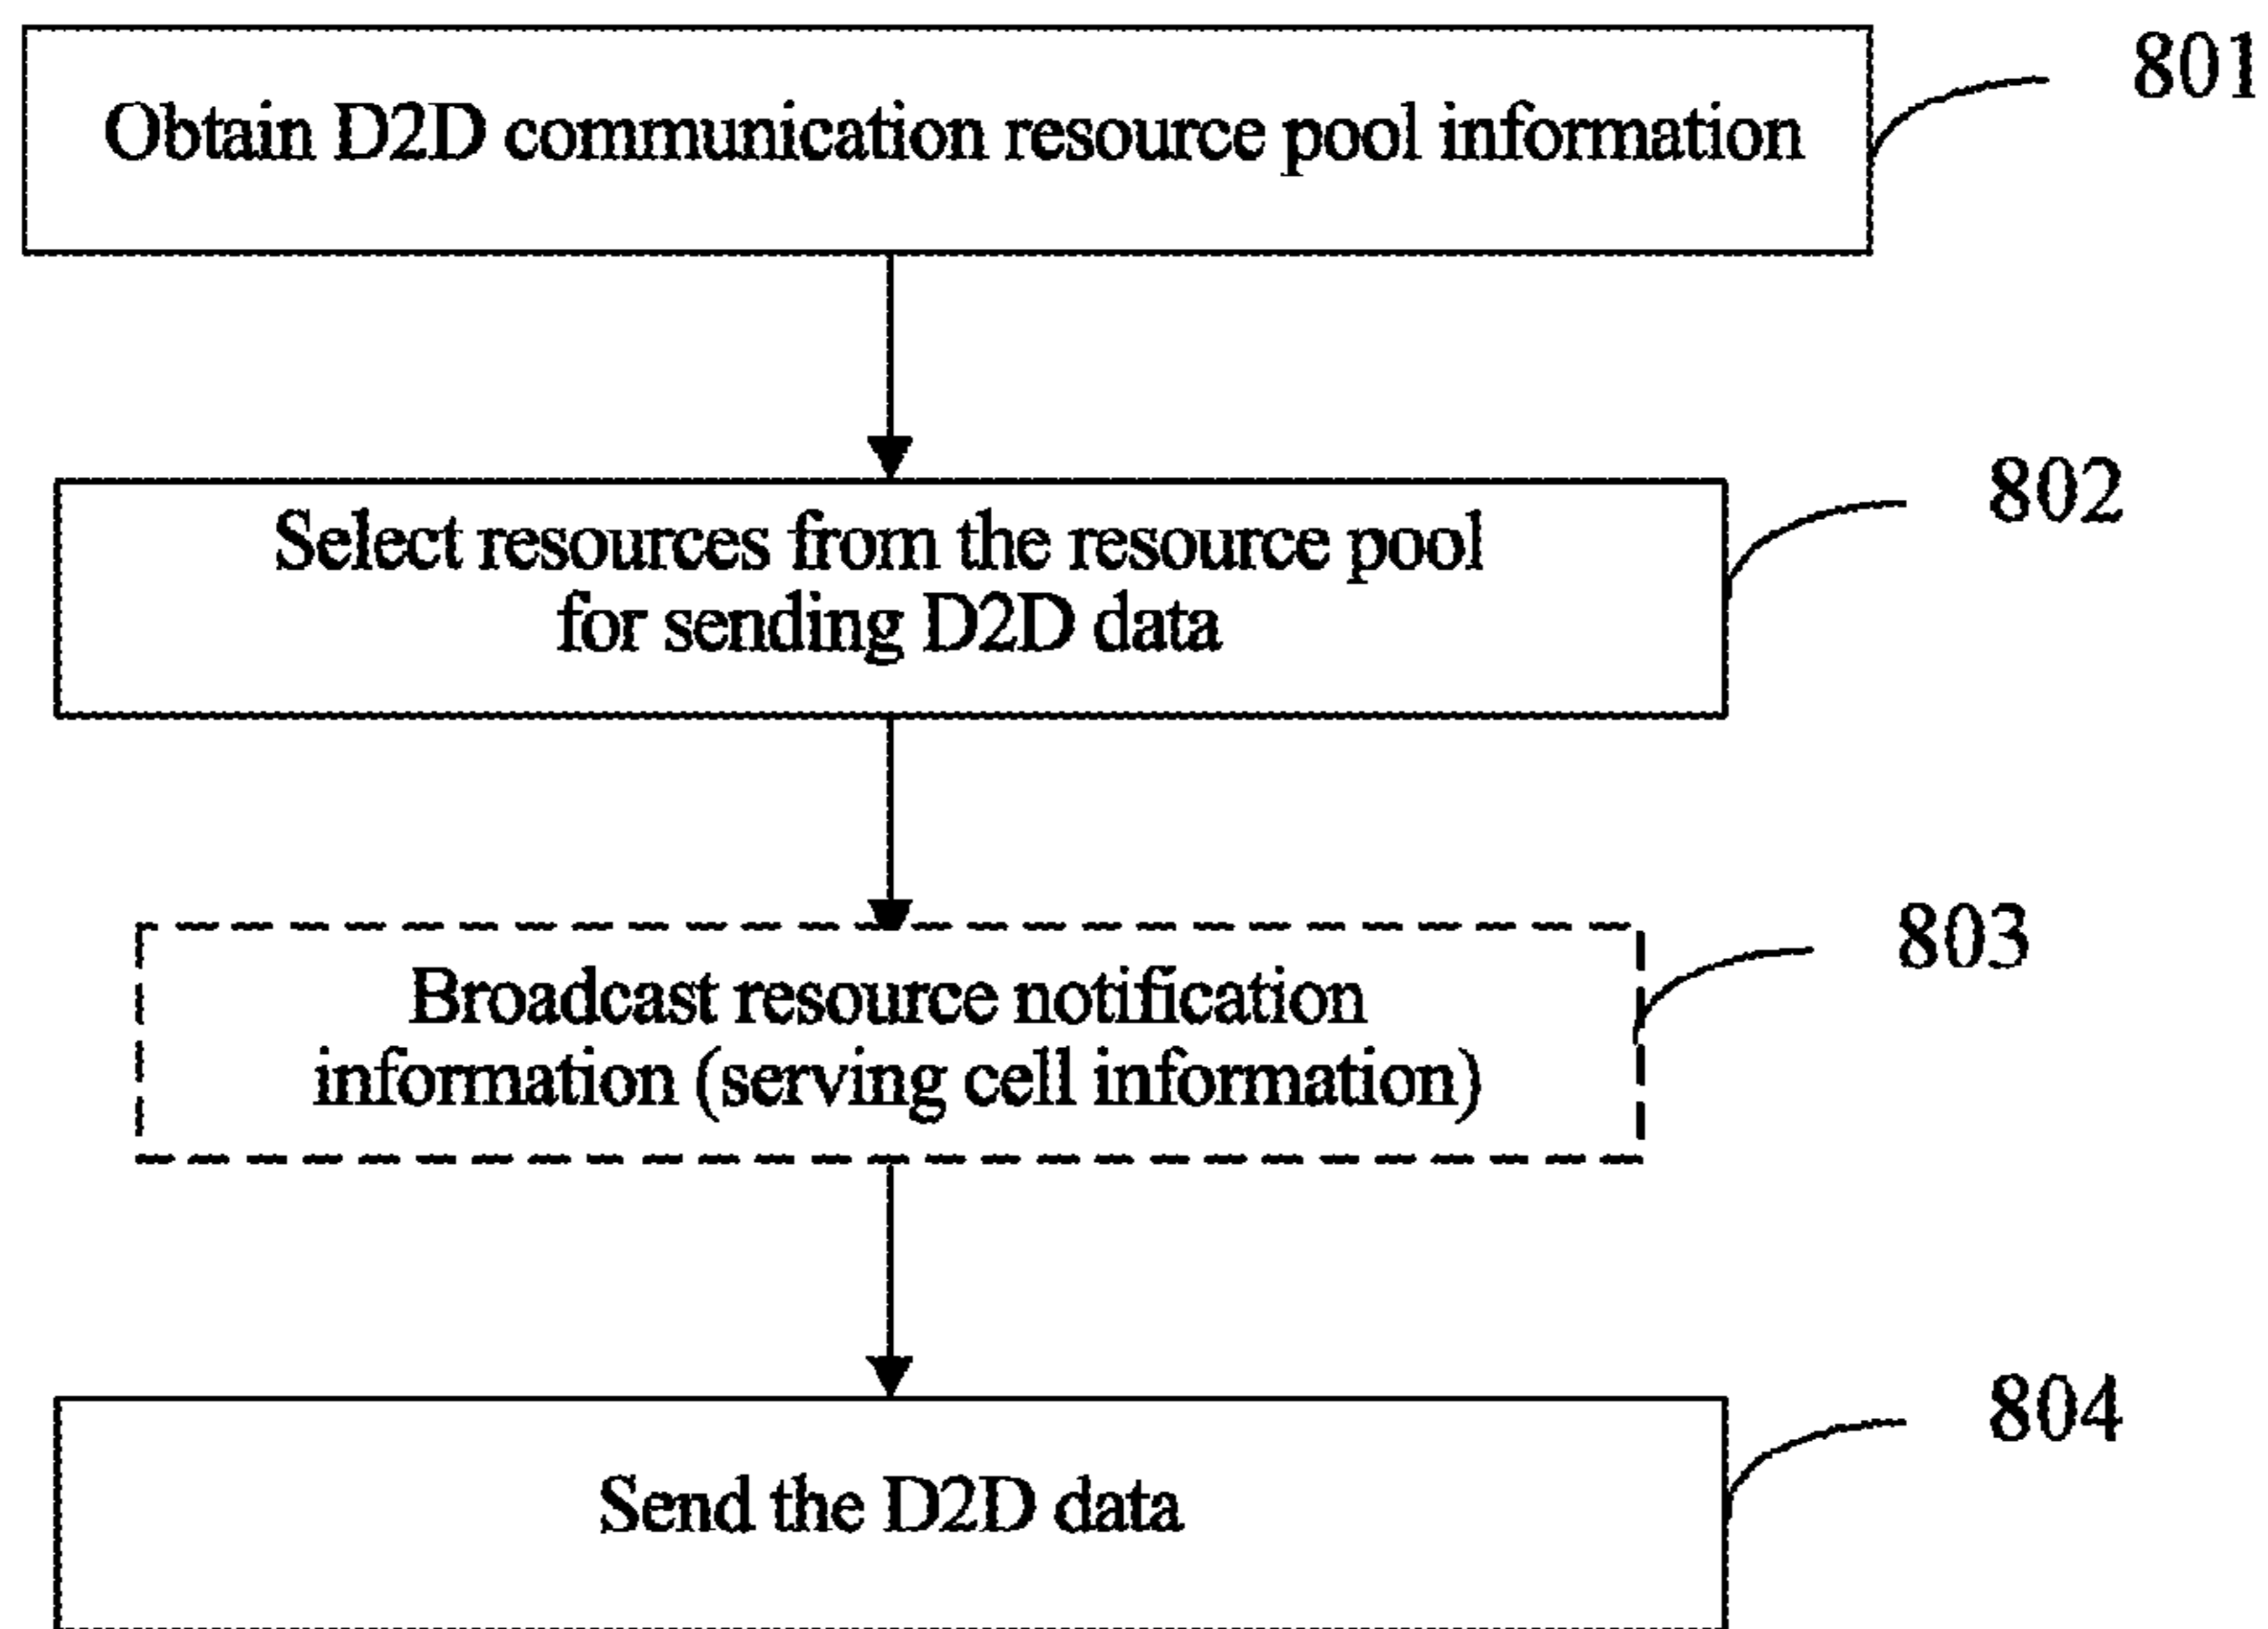 801
Obtain D2D communication resource pool information
802
Select resources from the resource pool
for sending D2D data
803
Broadcast resource notification
information (serving cell information)
804
Send the D2D data